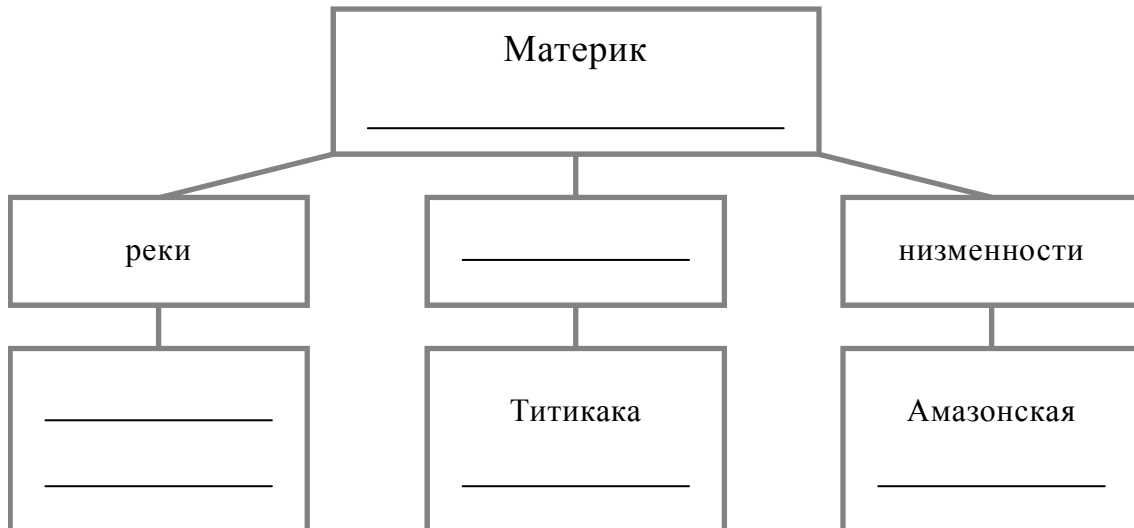 Материк
реки
низменности
Титикака
Амазонская